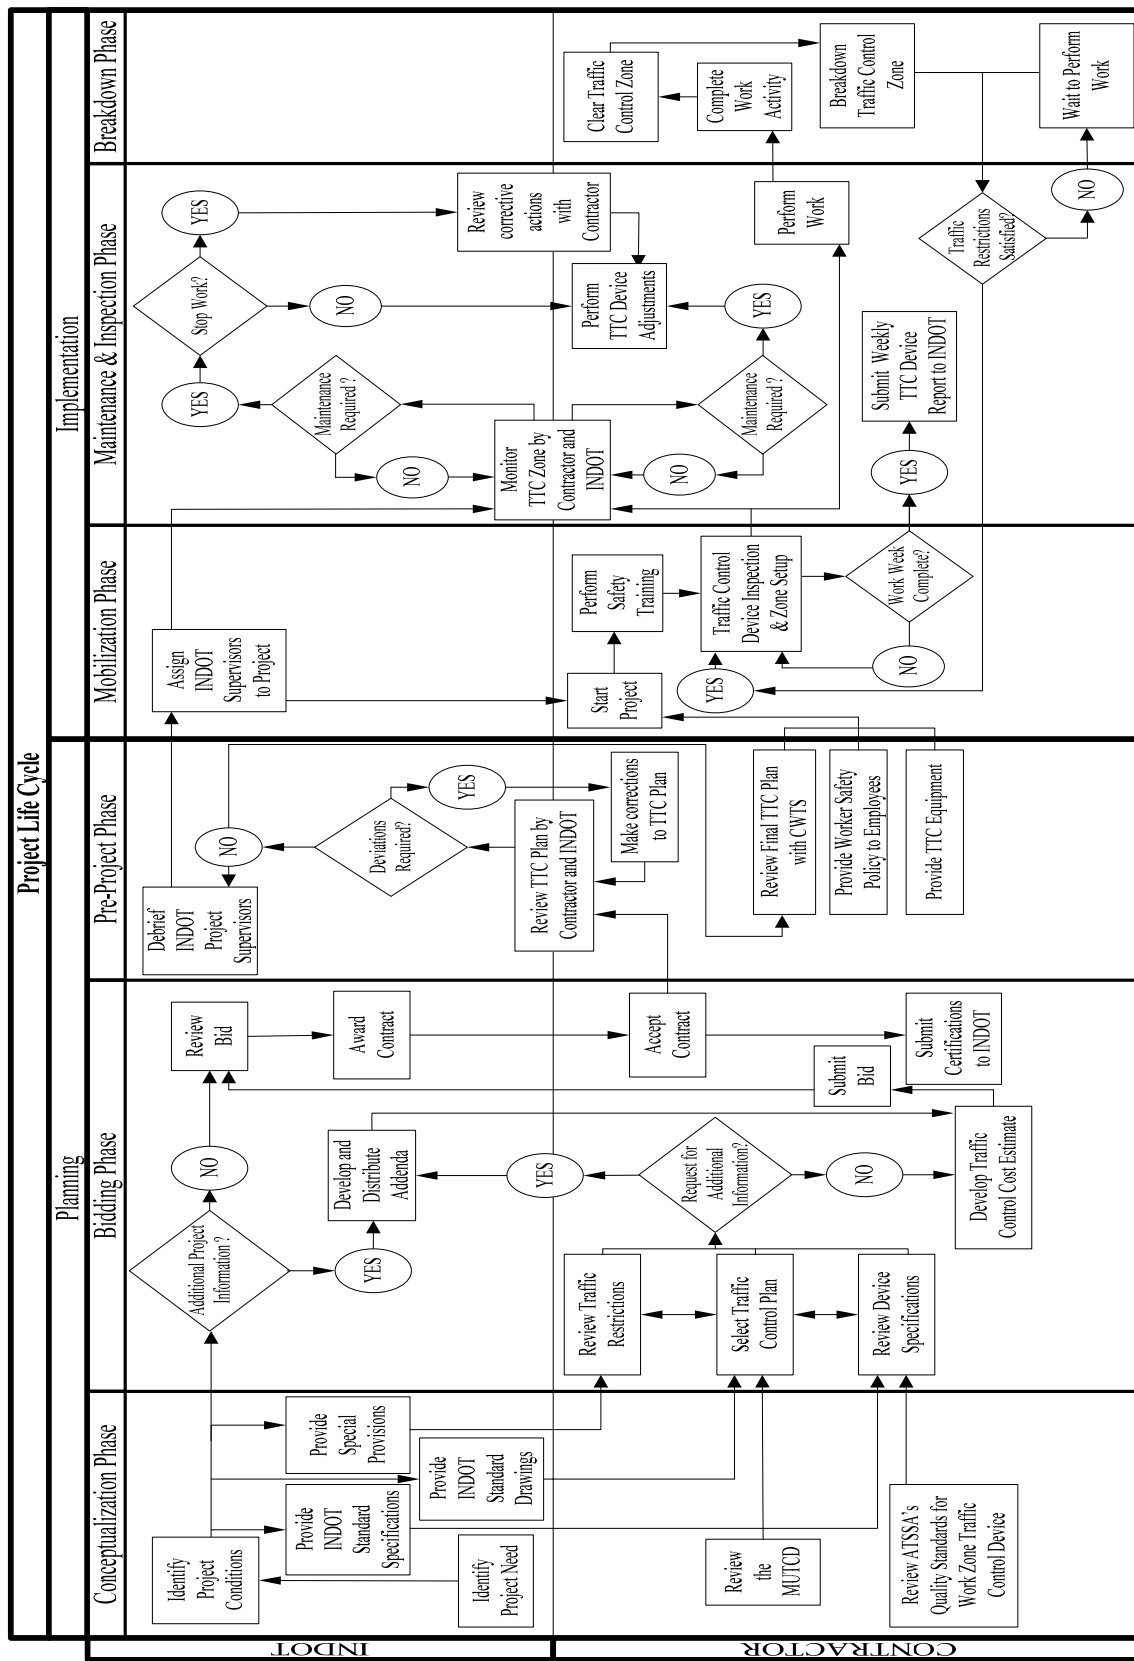 Project Life Cycle
Planning
Implementation
Conceptualization Phase
Bidding Phase
Pre-Project Phase
Mobilization Phase
Maintenance & Inspection Phase
Breakdown Phase
INDOT
CONTRACTOR
Identify
Project
Conditions
Identify
Project Need
Provide
INDOT
Standard
Specifications
Provide
Special
Provisions
Provide
INDOT
Standard
Drawings
Review
the
MUTCD
Review ATSSA's
Quality Standards for
Work Zone Traffic
Control Device
Additional Project
Information ?
NO
YES
Review
Bid
Develop and
Distribute
Addenda
Award
Contract
YES
Request for
Additional
Information?
NO
Review Traffic
Restrictions
Select Traffic
Control Plan
Review Device
Specifications
Accept
Contract
Submit
Bid
Submit
Certifications
to INDOT
Develop Traffic
Control Cost Estimate
Debrief
INDOT
Project
Supervisors
NO
Deviations
Required?
YES
Review TTC Plan by
Contractor and INDOT
Make corrections
to TTC Plan
Review Final TTC Plan
with CWTS
Provide Worker Safety
Policy to Employees
Provide TTC Equipment
Assign
INDOT
Supervisors
to Project
Start
Project
Perform
Safety
Training
YES
Traffic Control
Device Inspection
& Zone Setup
NO
Work Week
Complete?
YES
Submit Weekly
TTC Device
Report to INDOT
YES
Stop Work?
YES
NO
Maintenance
Required ?
NO
Monitor
TTC Zone by
Contractor and
INDOT
NO
Maintenance
Required ?
YES
Review
corrective
actions
with
Contractor
Perform
TTC Device
Adjustments
Perform
Work
Traffic
Restrictions
Satisfied?
NO
Clear Traffic
Control Zone
Complete
Work
Activity
Breakdown
Traffic Control
Zone
Wait to Perform
Work